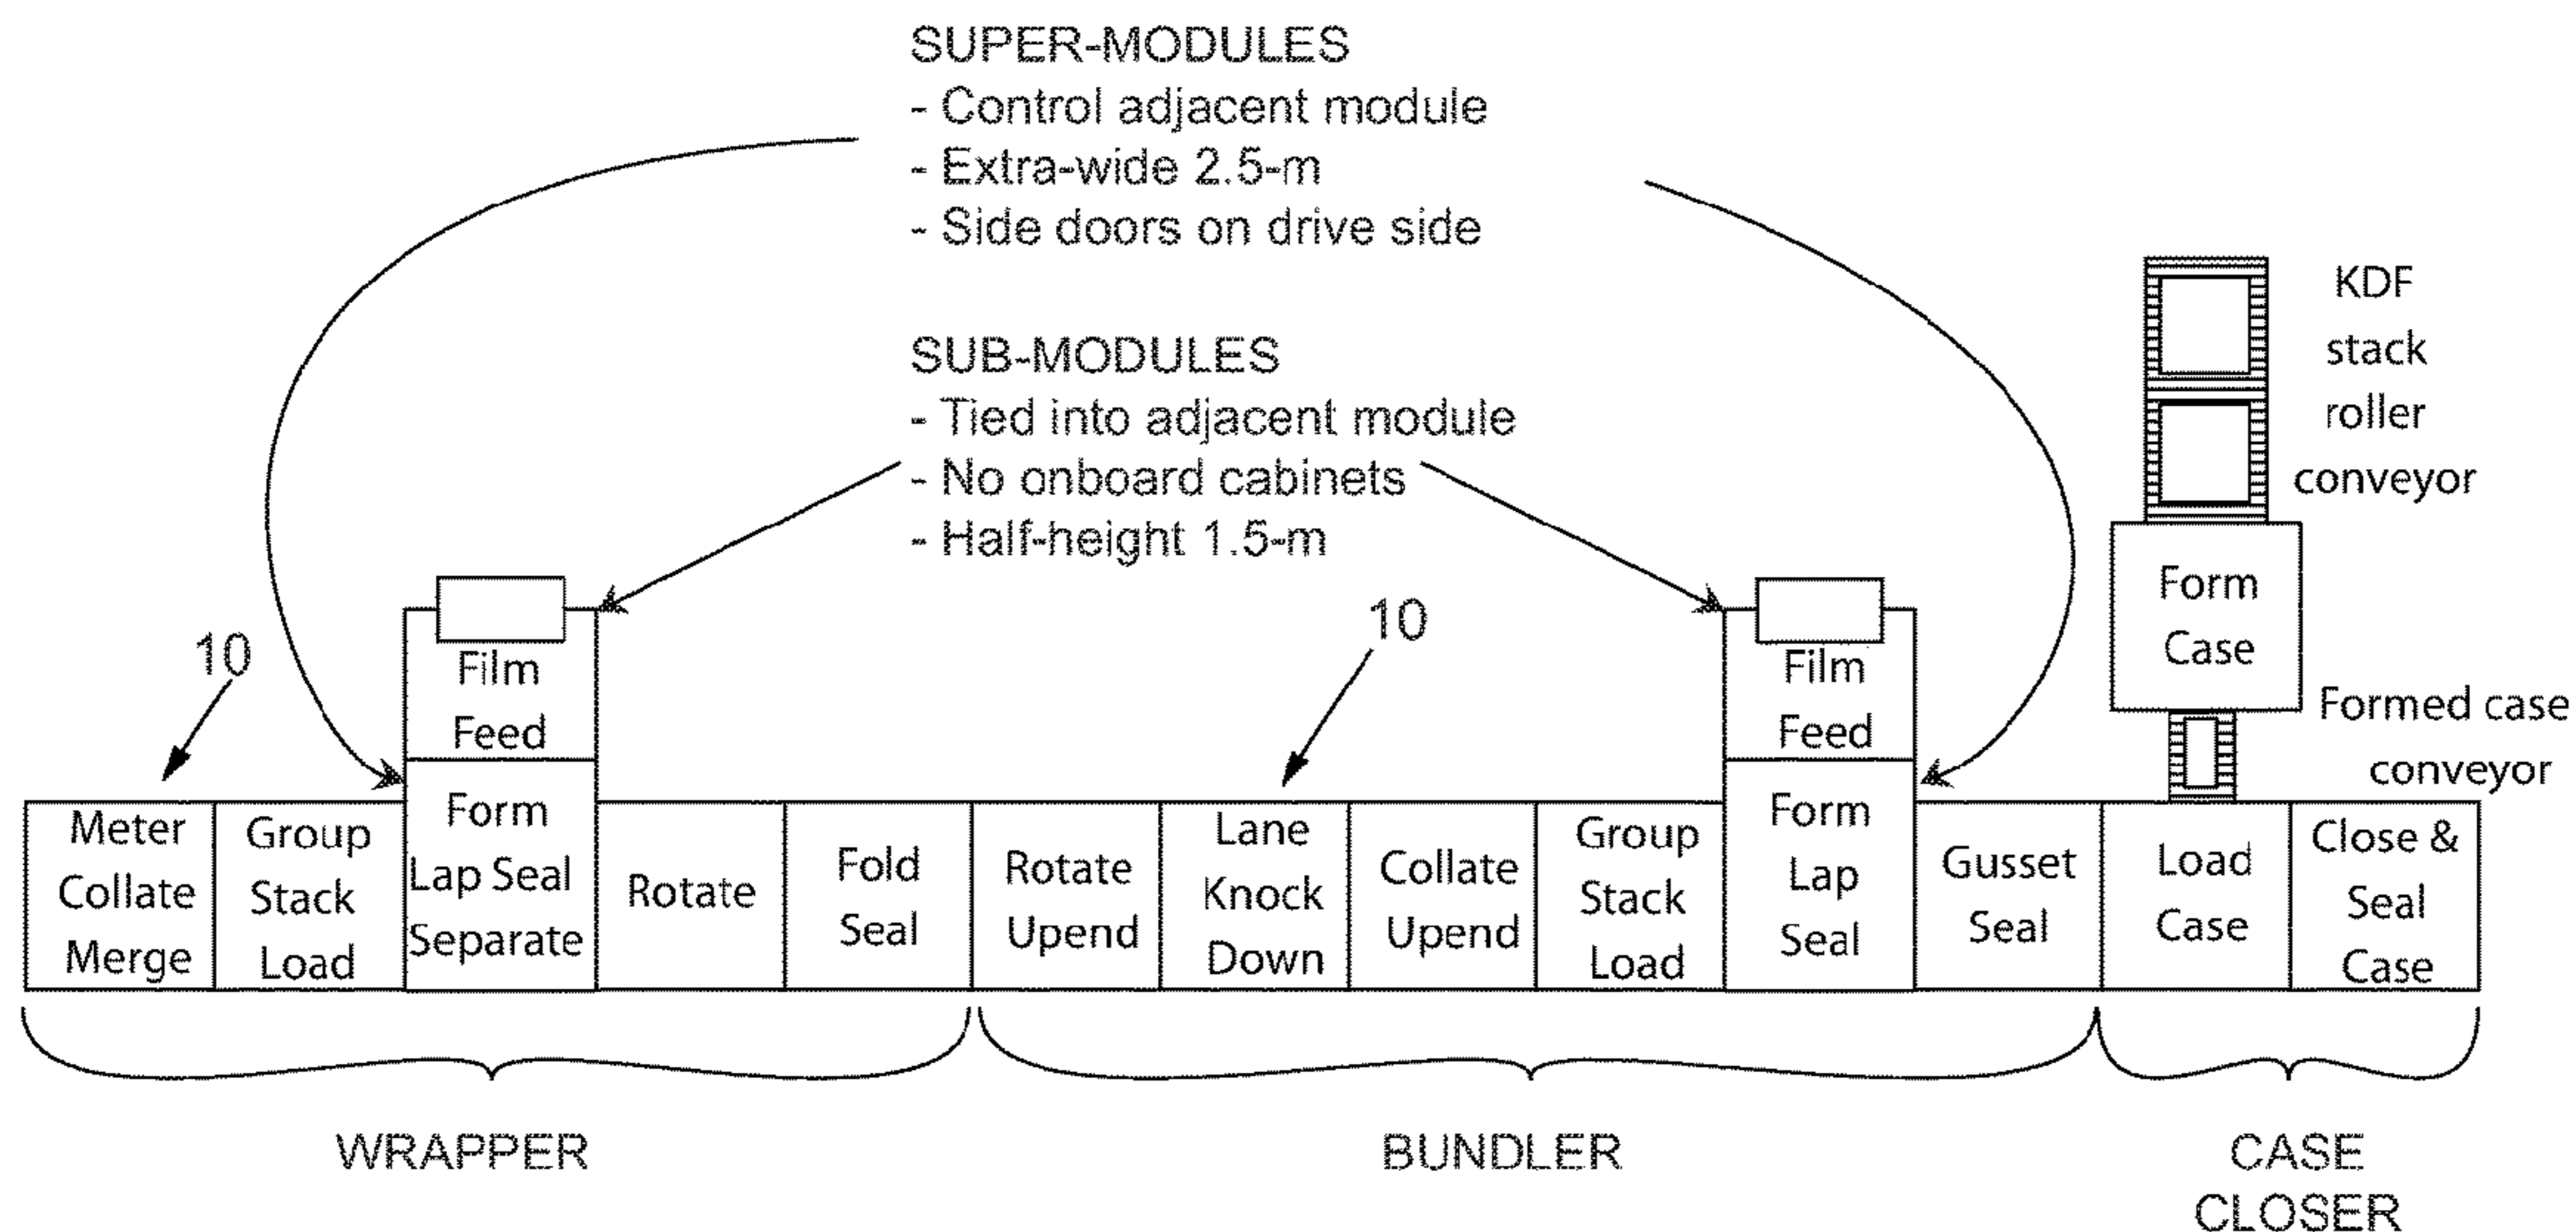 SUPER-MODULES
- Control adjacent module
- Extra-wide 2.5-m
- Side doors on drive side
SUB-MODULES
- Tied into adjacent module
- No onboard cabinets
- Half-height 1.5-m
KDF
stack
roller
conveyor
Form
Case
Formed case
conveyor
10
Film
Feed
10
Film
Feed
Meter
Collate
Merge
Group
Stack
Load
Form
Lap Seal
Separate
Rotate
Fold
Seal
Rotate
Upend
Lane
Knock
Down
Collate
Upend
Group
Stack
Load
Form
Lap
Seal
Gusset
Seal
Load
Case
Close &
Seal
Case
WRAPPER
BUNDLER
CASE
CLOSER